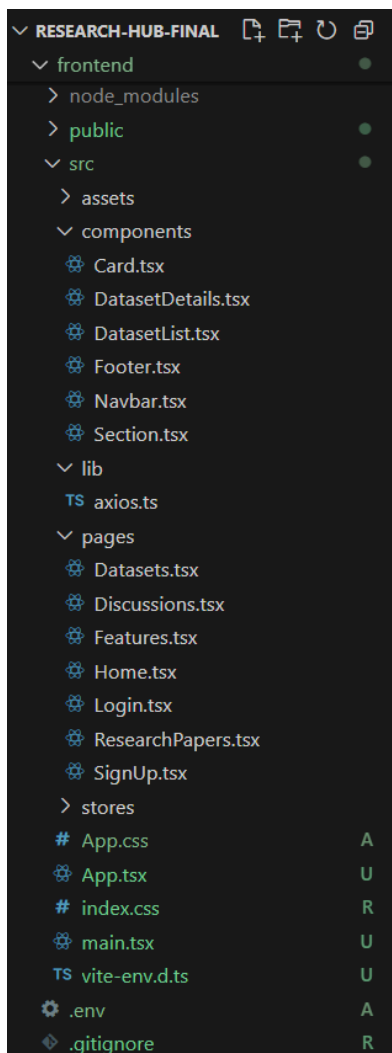 RESEARCH-HUB-FINAL
frontend
node_modules
public
src
assets
components
Card.tsx
DatasetDetails.tsx
DatasetList.tsx
Footer.tsx
Navbar.tsx
Section.tsx
lib
TS axios.ts
pages
Datasets.tsx
Discussions.tsx
Features.tsx
Home.tsx
Login.tsx
ResearchPapers.tsx
SignUp.tsx
stores
# App.css A
App.tsx U
# index.css R
main.tsx U
TS vite-env.d.ts U
.env A
.gitignore R